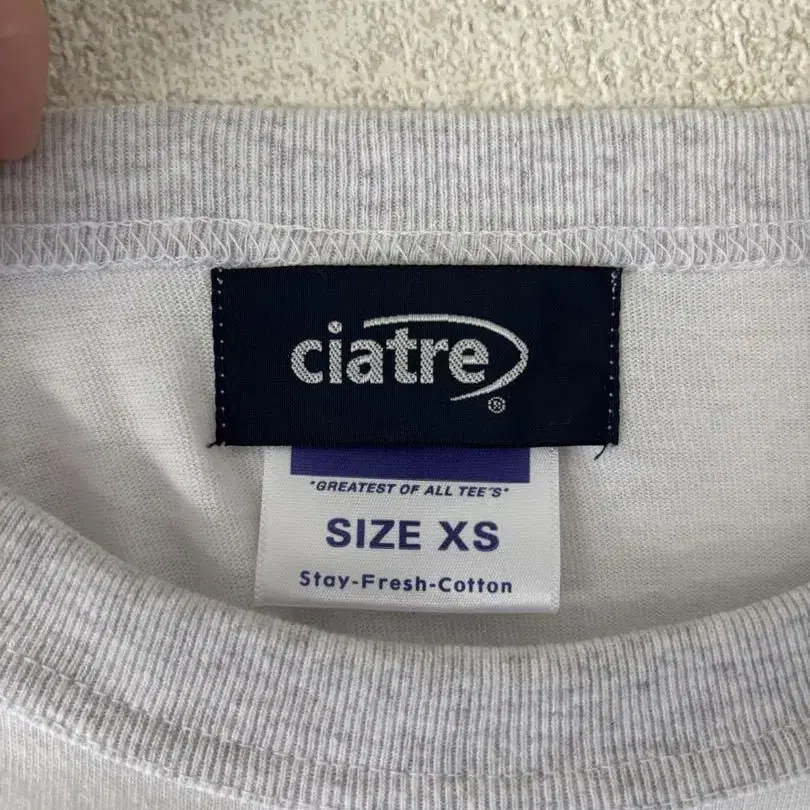 ciatre
®
"GREATEST OF ALL TEE'S"
SIZE XS
Stay-Fresh-Cotton